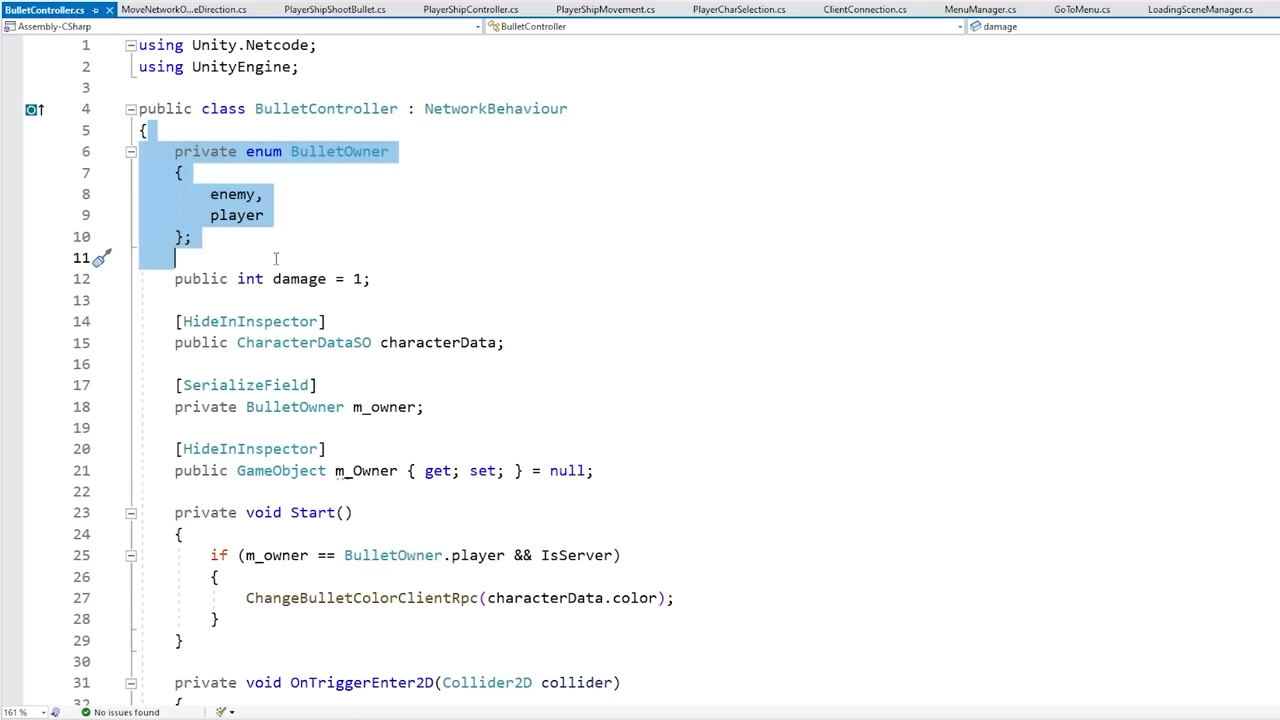 BulletController.cs MoveNetworkO...eDirection.cs PlayerShipShootBullet.cs PlayerShipController.cs PlayerShipMovement.cs PlayerCharSelection.cs ClientConnection.cs MenuManager.cs GoToMenu.cs LoadingSceneManager.cs
Assembly-CSharp BulletController damage
1 using Unity.Netcode;
2 using UnityEngine;
3
4 public class BulletController : NetworkBehaviour
5 {
6 private enum BulletOwner
7 {
8 enemy,
9 player
10 };
11
12 public int damage = 1;
13
14 [HideInInspector]
15 public CharacterDataSO characterData;
16
17 [SerializeField]
18 private BulletOwner m_owner;
19
20 [HideInInspector]
21 public GameObject m_Owner { get; set; } = null;
22
23 private void Start()
24 {
25 if (m_owner == BulletOwner.player && IsServer)
26 {
27 ChangeBulletColorClientRpc(characterData.color);
28 }
29 }
30
31 private void OnTriggerEnter2D(Collider2D collider)
32 {
161 % No issues found